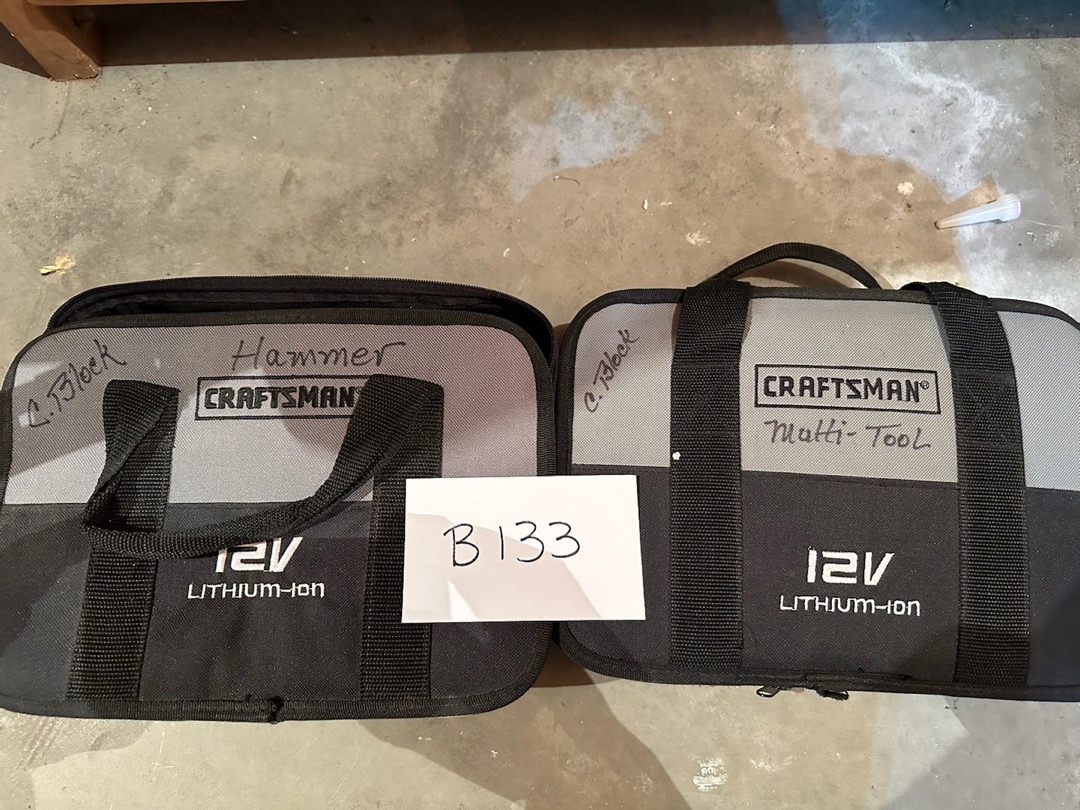 C. Block
Hammer
CRAFTSMAN
12V
LITHIUM-ION
B133
C. Block
CRAFTSMAN®
Multi-Tool
12V
LITHIUM-ION